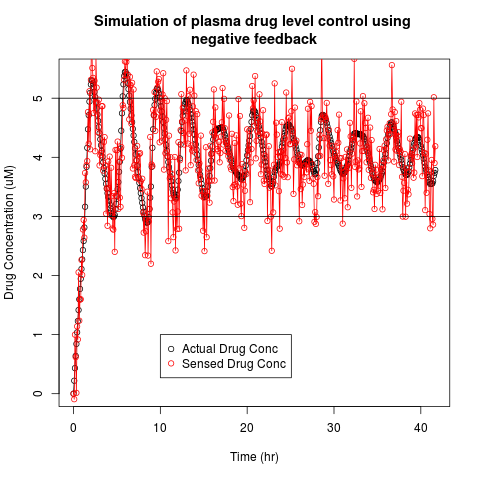 Simulation of plasma drug level control using
negative feedback
Drug Concentration (uM)
5
4
3
2
1
0
Actual Drug Conc
Sensed Drug Conc
0 10 20 30 40
Time (hr)